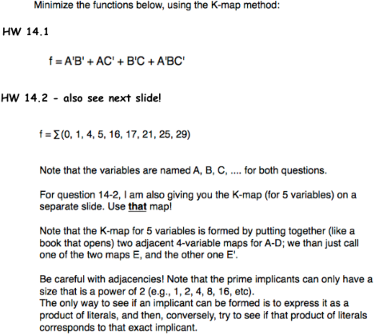 Minimize the functions below, using the K-map method:
HW 14.1
f = A'B' + AC' + B'C + A'BC'
HW 14.2 - also see next slide!
f = Σ(0, 1, 4, 5, 16, 17, 21, 25, 29)
Note that the variables are named A, B, C, .... for both questions.
For question 14-2, I am also giving you the K-map (for 5 variables) on a
separate slide. Use that map!
Note that the K-map for 5 variables is formed by putting together (like a
book that opens) two adjacent 4-variable maps for A-D; we than just call
one of the two maps E, and the other one E'.
Be careful with adjacencies! Note that the prime implicants can only have a
size that is a power of 2 (e.g., 1, 2, 4, 8, 16, etc).
The only way to see if an implicant can be formed is to express it as a
product of literals, and then, conversely, try to see if that product of literals
corresponds to that exact implicant.